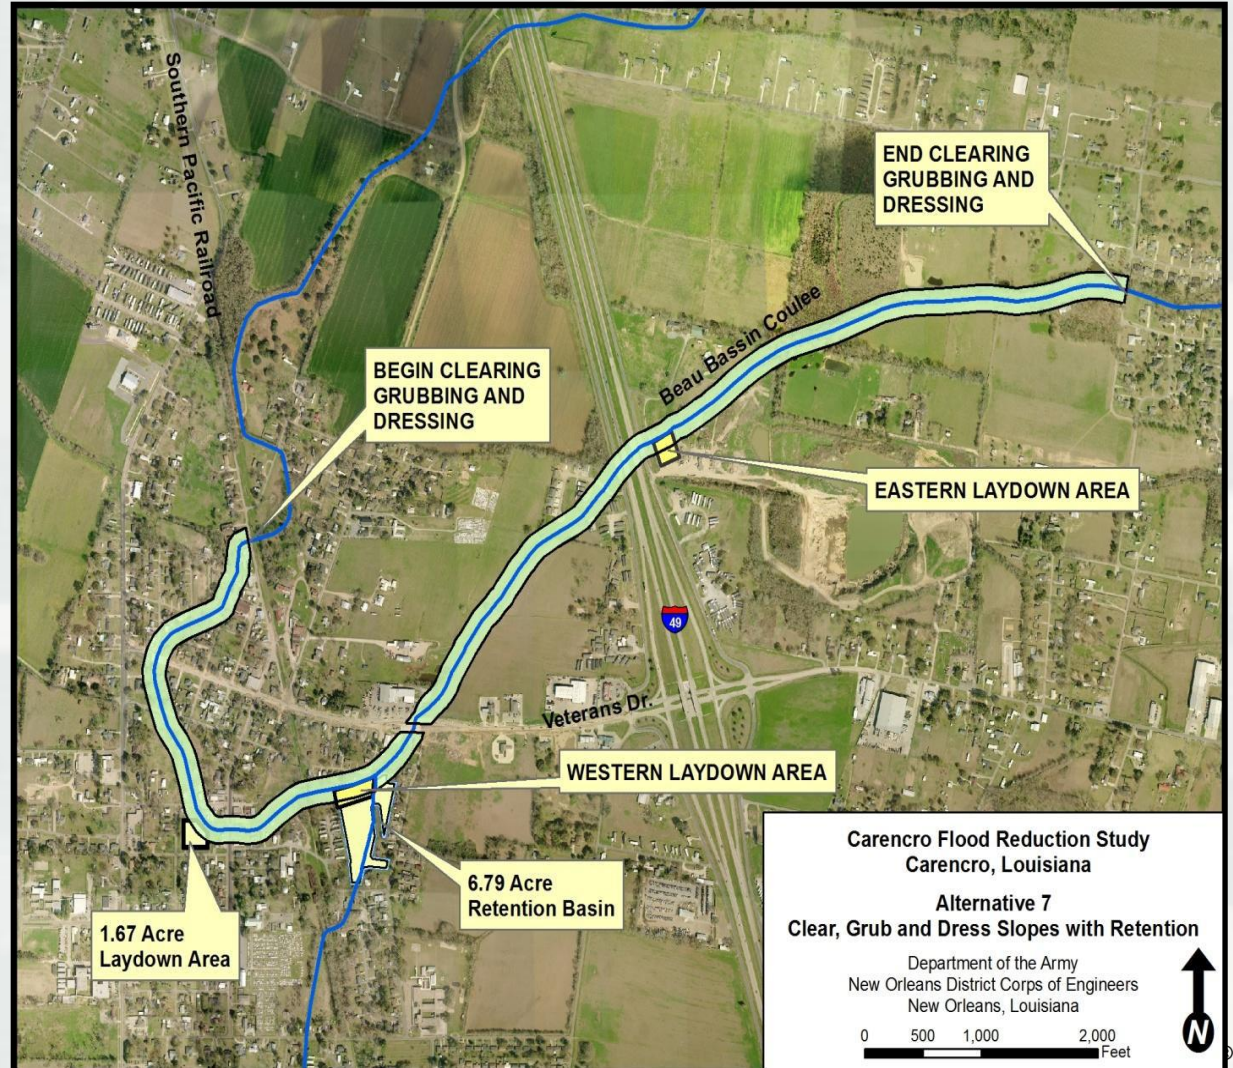 Southern Pacific Railroad
END CLEARING
GRUBBING AND
DRESSING
Beau Bassin Coulee
BEGIN CLEARING
GRUBBING AND
DRESSING
EASTERN LAYDOWN AREA
49
Veterans Dr.
WESTERN LAYDOWN AREA
6.79 Acre
Retention Basin
1.67 Acre
Laydown Area
Carencro Flood Reduction Study
Carencro, Louisiana
Alternative 7
Clear, Grub and Dress Slopes with Retention
Department of the Army
New Orleans District Corps of Engineers
New Orleans, Louisiana
0 500 1,000 2,000
Feet
N
®